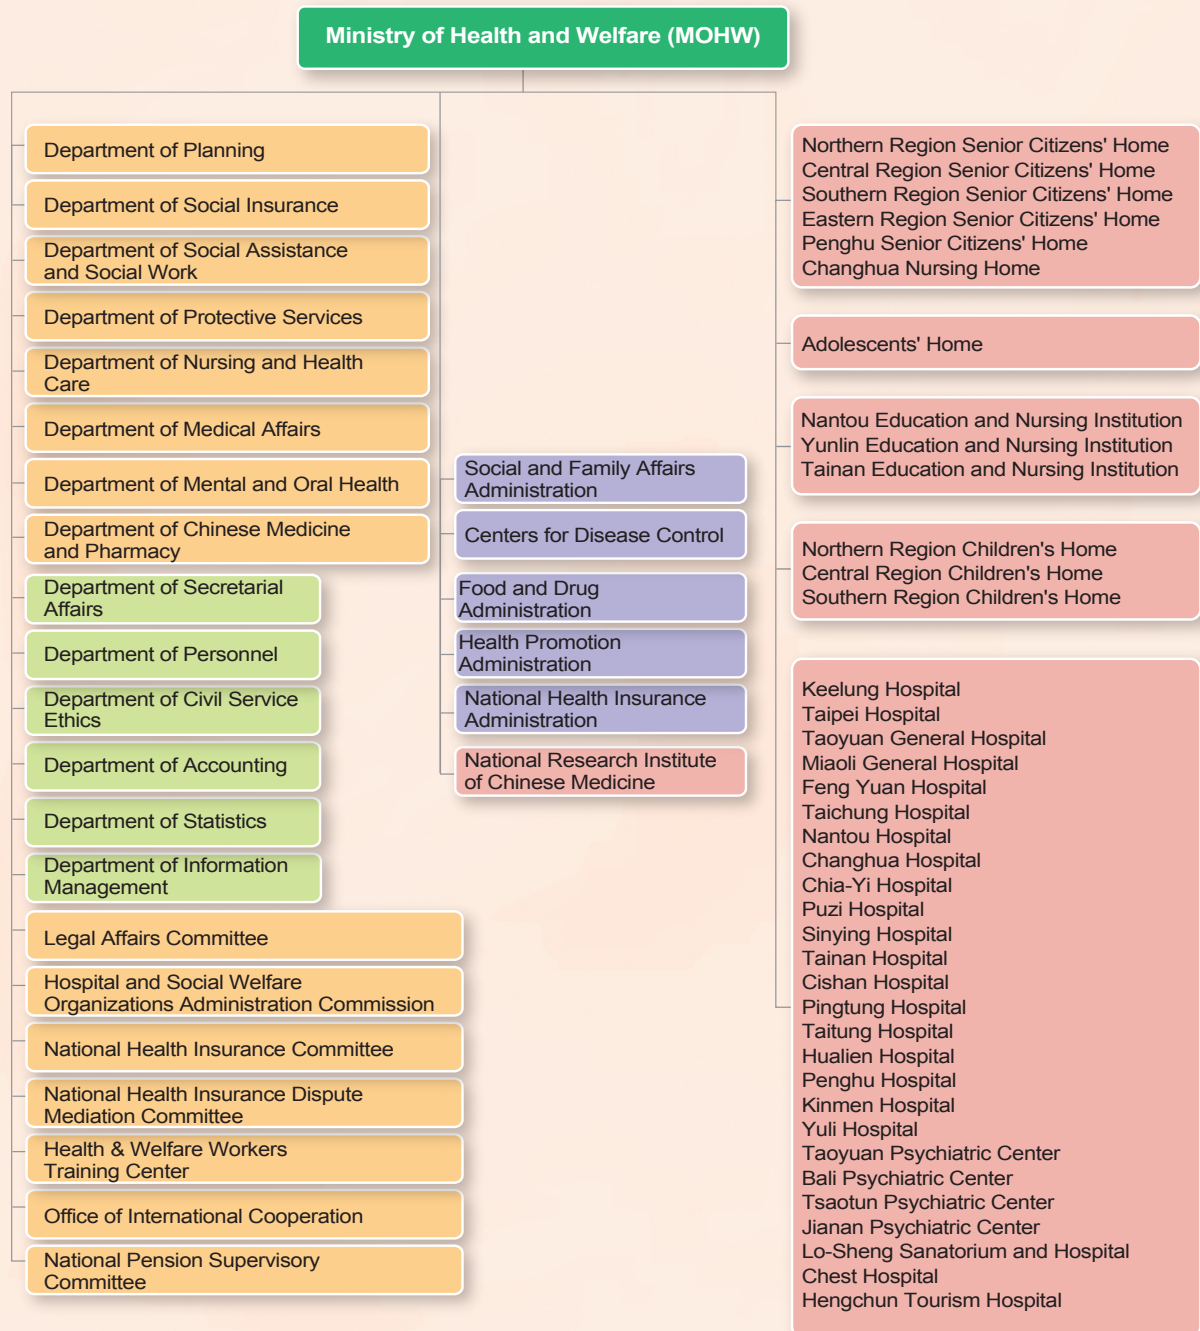 Ministry of Health and Welfare (MOHW)
Department of Planning
Department of Social Insurance
Department of Social Assistance
and Social Work
Department of Protective Services
Department of Nursing and Health
Care
Department of Medical Affairs
Department of Mental and Oral Health
Department of Chinese Medicine
and Pharmacy
Department of Secretarial
Affairs
Department of Personnel
Department of Civil Service
Ethics
Department of Accounting
Department of Statistics
Department of Information
Management
Legal Affairs Committee
Hospital and Social Welfare
Organizations Administration Commission
National Health Insurance Committee
National Health Insurance Dispute
Mediation Committee
Health & Welfare Workers
Training Center
Office of International Cooperation
National Pension Supervisory
Committee
Social and Family Affairs
Administration
Centers for Disease Control
Food and Drug
Administration
Health Promotion
Administration
National Health Insurance
Administration
National Research Institute
of Chinese Medicine
Northern Region Senior Citizens' Home
Central Region Senior Citizens' Home
Southern Region Senior Citizens' Home
Eastern Region Senior Citizens' Home
Penghu Senior Citizens' Home
Changhua Nursing Home
Adolescents' Home
Nantou Education and Nursing Institution
Yunlin Education and Nursing Institution
Tainan Education and Nursing Institution
Northern Region Children's Home
Central Region Children's Home
Southern Region Children's Home
Keelung Hospital
Taipei Hospital
Taoyuan General Hospital
Miaoli General Hospital
Feng Yuan Hospital
Taichung Hospital
Nantou Hospital
Changhua Hospital
Chia-Yi Hospital
Puzi Hospital
Sinying Hospital
Tainan Hospital
Cishan Hospital
Pingtung Hospital
Taitung Hospital
Hualien Hospital
Penghu Hospital
Kinmen Hospital
Yuli Hospital
Taoyuan Psychiatric Center
Bali Psychiatric Center
Tsaotun Psychiatric Center
Jianan Psychiatric Center
Lo-Sheng Sanatorium and Hospital
Chest Hospital
Hengchun Tourism Hospital